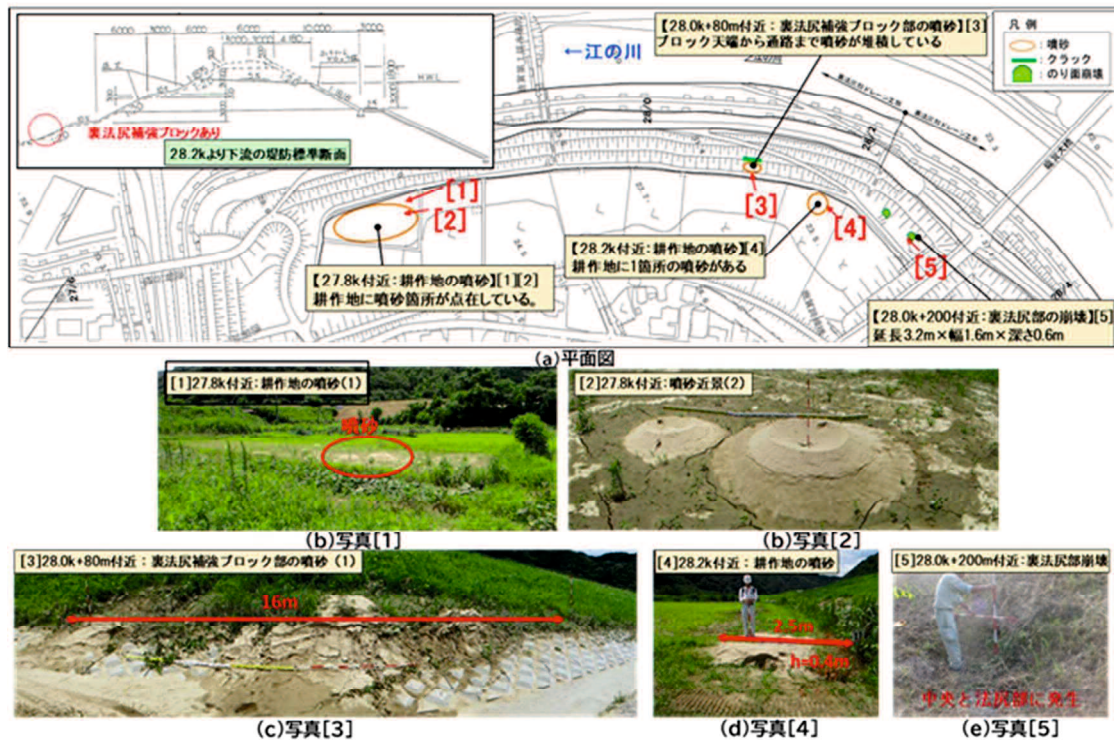 6000
3000
6000
3000
3000
4180
10000
3000
H.W.L
裏法尻補強ブロックあり
28.2kより下流の堤防標準断面
←江の川
【28.0k+80m付近:裏法尻補強ブロック部の噴砂】[3]
ブロック天端から通路まで噴砂が堆積している
凡例
:噴砂
:クラック
:のり面崩壊
28/0
28/2
[1]
[2]
[3]
[4]
[5]
27/6
【27.8k付近:耕作地の噴砂】[1][2]
耕作地に噴砂箇所が点在している。
【28.2k付近:耕作地の噴砂】[4]
耕作地に1箇所の噴砂がある
【28.0k+200付近:裏法尻部の崩壊】[5]
延長3.2m×幅1.6m×深さ0.6m
(a)平面図
[1]27.8k付近:耕作地の噴砂(1)
噴砂
(b)写真[1]
[2]27.8k付近:噴砂近景(2)
(b)写真[2]
[3]28.0k+80m付近:裏法尻補強ブロック部の噴砂(1)
16m
(c)写真[3]
[4]28.2k付近:耕作地の噴砂
2.5m
h=0.4m
(d)写真[4]
[5]28.0k+200m付近:裏法尻部崩壊
中央と法尻部に発生
(e)写真[5]